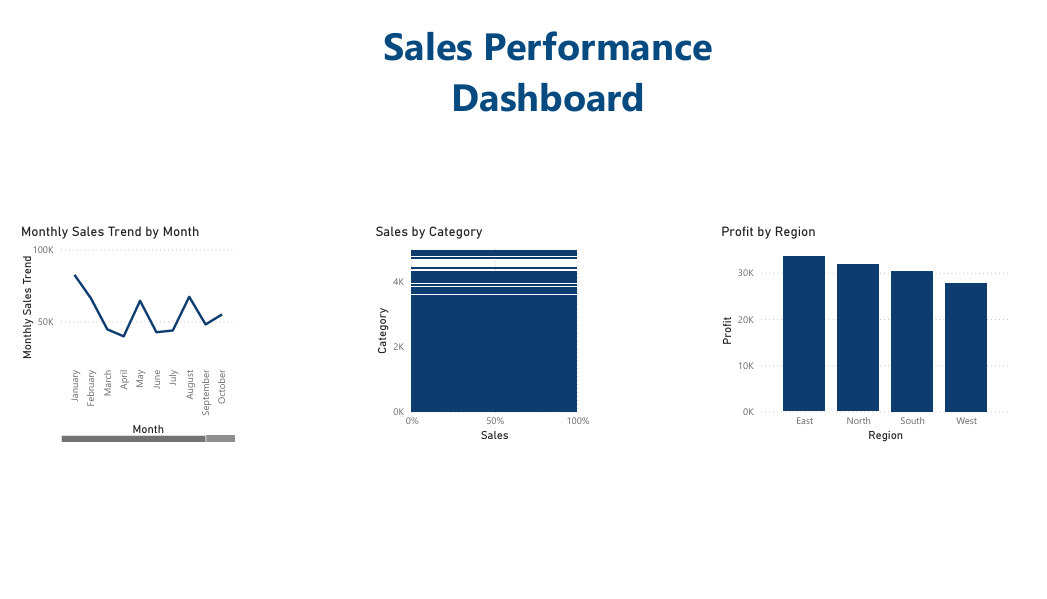 Sales Performance
Dashboard
Monthly Sales Trend by Month
100K
50K
Monthly Sales Trend
January
February
March
April
May
June
July
August
September
October
Month
Sales by Category
4K
2K
0K
Category
0%
50%
100%
Sales
Profit by Region
30K
20K
10K
0K
Profit
East
North
South
West
Region